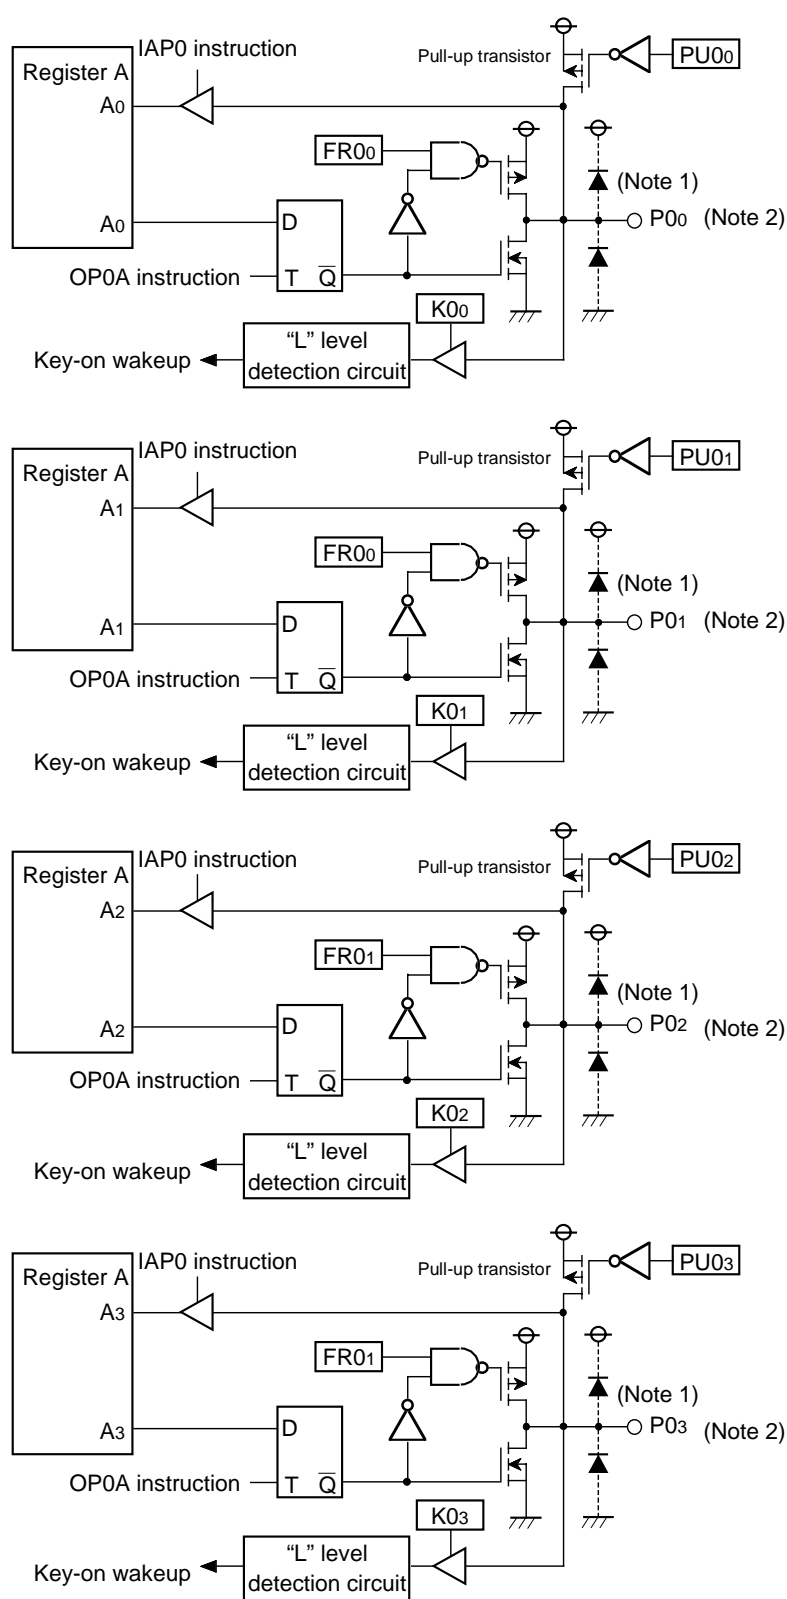 IAP0 instruction
Pull-up transistor
PU00
Register A
A0
FR00
(Note 1)
A0
D
P00 (Note 2)
OP0A instruction
T Q̅
K00
Key-on wakeup
“L” level
detection circuit
IAP0 instruction
Pull-up transistor
PU01
Register A
A1
FR00
(Note 1)
A1
D
P01 (Note 2)
OP0A instruction
T Q̅
K01
Key-on wakeup
“L” level
detection circuit
IAP0 instruction
Pull-up transistor
PU02
Register A
A2
FR01
(Note 1)
A2
D
P02 (Note 2)
OP0A instruction
T Q̅
K02
Key-on wakeup
“L” level
detection circuit
IAP0 instruction
Pull-up transistor
PU03
Register A
A3
FR01
(Note 1)
A3
D
P03 (Note 2)
OP0A instruction
T Q̅
K03
Key-on wakeup
“L” level
detection circuit